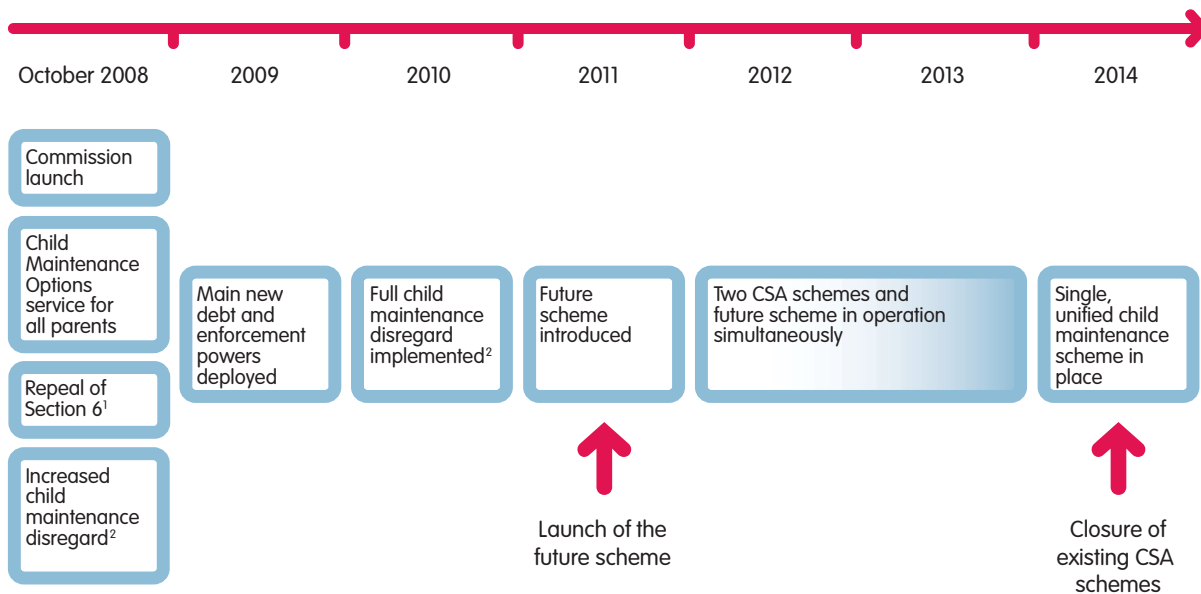 October 2008
2009
2010
2011
2012
2013
2014
Commission
launch
Child
Maintenance
Options
service for
all parents
Repeal of
Section 6¹
Increased
child
maintenance
disregard²
Main new
debt and
enforcement
powers
deployed
Full child
maintenance
disregard
implemented²
Future
scheme
introduced
Two CSA schemes and
future scheme in operation
simultaneously
Single,
unified child
maintenance
scheme in
place
Launch of the
future scheme
Closure of
existing CSA
schemes